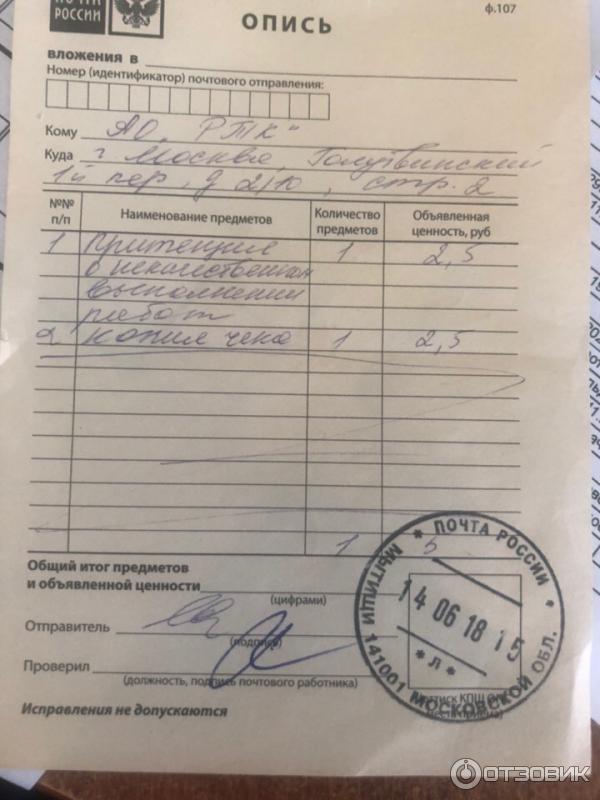 ПОЧТА
РОССИИ
ф.107
ОПИСЬ
вложения в
Номер (идентификатор) почтового отправления:
Кому АО "РТК"
Куда г Москва, Голутвинский
1й пер, д 2/10, стр. 2
№№ п/п Наименование предметов Количество предметов Объявленная ценность, руб
1 Притензия 1 2,5
о некачественном
выполнении
работ
2 копия чека 1 2,5
1 5
Общий итог предметов
и объявленной ценности
(цифрами)
Отправитель
(подпись)
Проверил
(должность, подпись почтового работника)
Исправления не допускаются
* ПОЧТА РОССИИ *
МЫТИЩИ 141001 МОСКОВСКОЙ ОБЛ.
14 06 18 15
* Л *
ОТЗОВИК